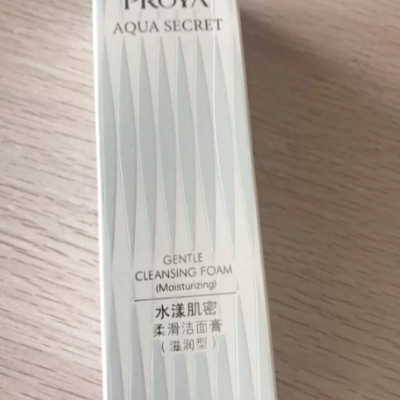 PROYA
AQUA SECRET
GENTLE
CLEANSING FOAM
(Moisturizing)
水漾肌密
柔滑洁面膏
(滋润型)